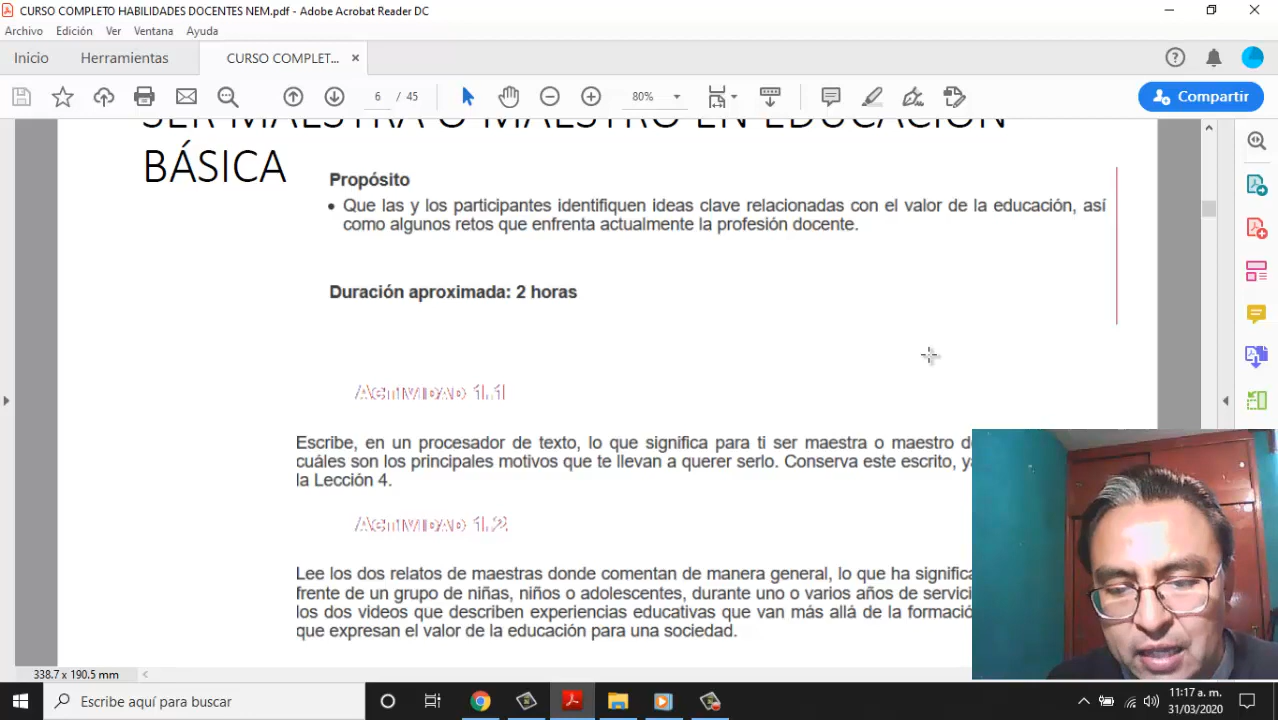 CURSO COMPLETO HABILIDADES DOCENTES NEM.pdf - Adobe Acrobat Reader DC
Archivo Edición Ver Ventana Ayuda
Inicio Herramientas CURSO COMPLET... ×
6 / 45 80% Compartir
SER MAESTRA O MAESTRO EN EDUCACIÓN
BÁSICA
Propósito
• Que las y los participantes identifiquen ideas clave relacionadas con el valor de la educación, así
como algunos retos que enfrenta actualmente la profesión docente.
Duración aproximada: 2 horas
Actividad 1.1
Escribe, en un procesador de texto, lo que significa para ti ser maestra o maestro
cuáles son los principales motivos que te llevan a querer serlo. Conserva este escrito,
la Lección 4.
Actividad 1.2
Lee los dos relatos de maestras donde comentan de manera general, lo que ha
frente de un grupo de niñas, niños o adolescentes, durante uno o varios años de
los dos videos que describen experiencias educativas que van más allá de la
que expresan el valor de la educación para una sociedad.
338.7 x 190.5 mm
Escribe aquí para buscar
11:17 a. m.
31/03/2020